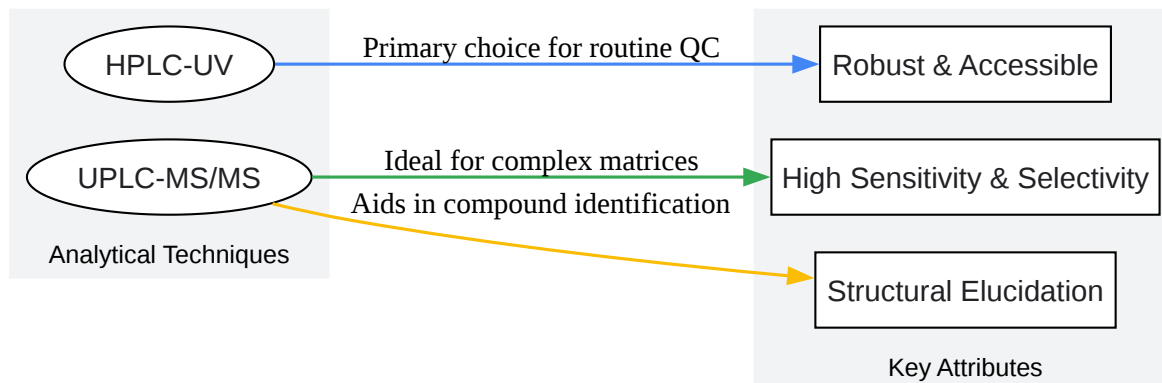 HPLC-UV
Primary choice for routine QC
Robust & Accessible
UPLC-MS/MS
Ideal for complex matrices
High Sensitivity & Selectivity
Aids in compound identification
Structural Elucidation
Analytical Techniques
Key Attributes